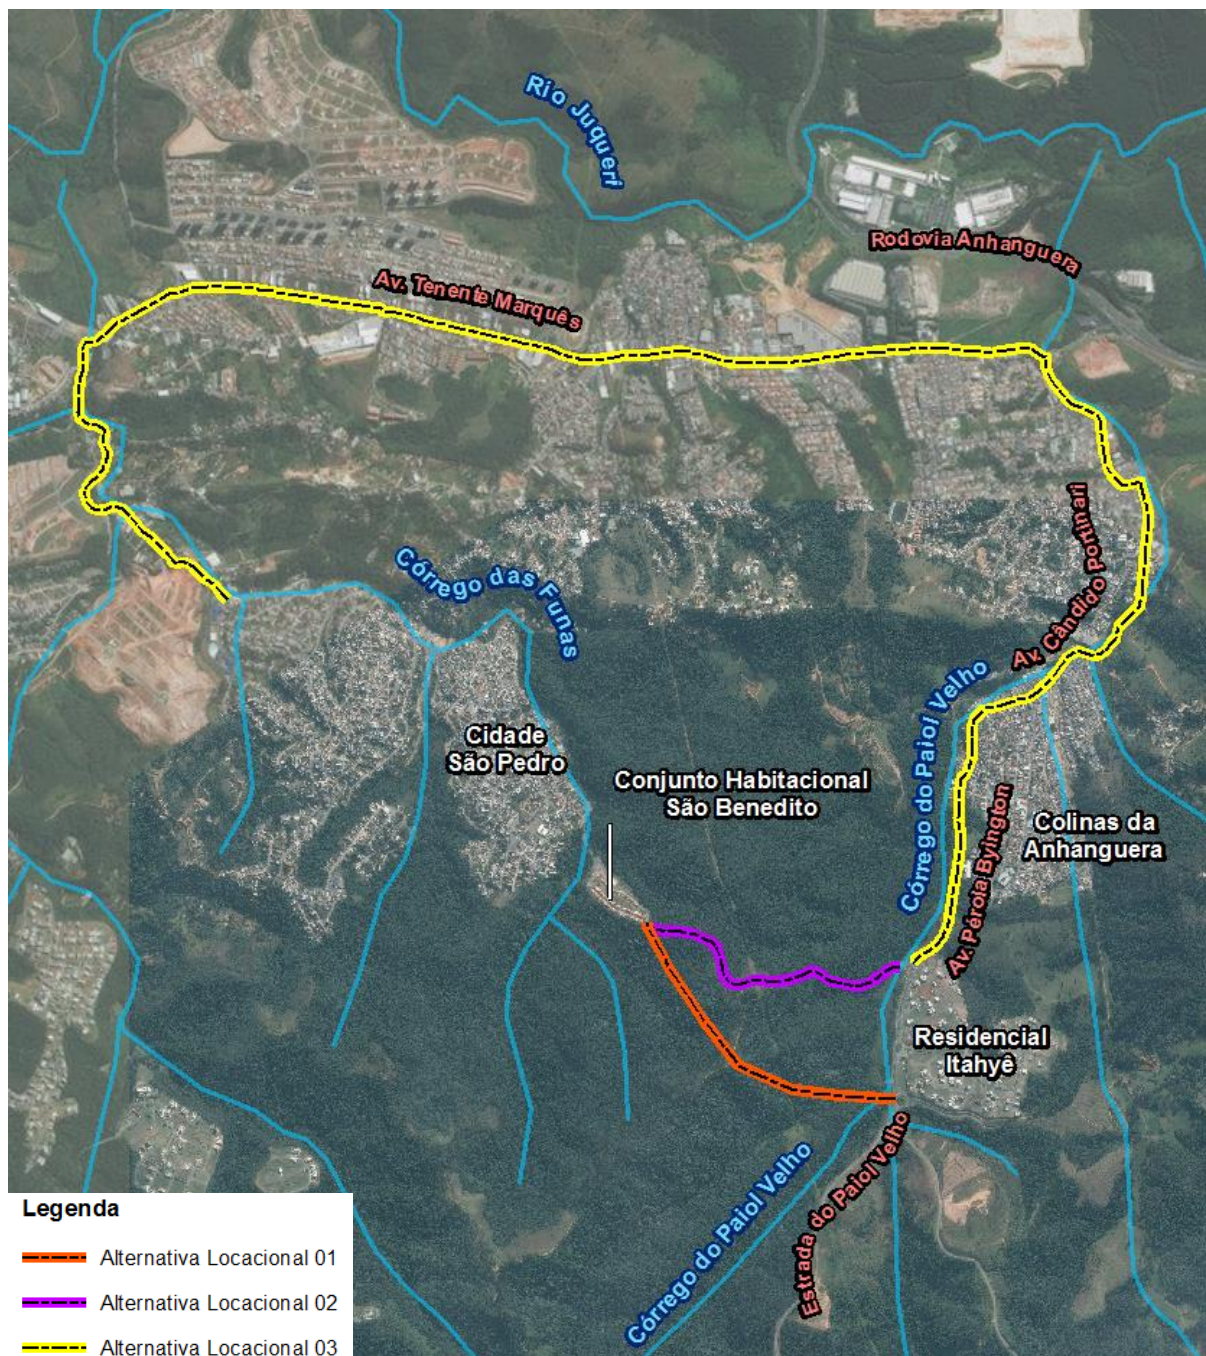 Rio Juqueri
Rodovia Anhanguera
Av. Tenente Marquês
Av. Cândido Portinari
Córrego das Funas
Córrego do Paiol Velho
Cidade
São Pedro
Conjunto Habitacional
São Benedito
Av. Pérola Byington
Colinas da
Anhanguera
Residencial
Itahyê
Estrada do Paiol Velho
Córrego do Paiol Velho
Legenda
Alternativa Locacional 01
Alternativa Locacional 02
Alternativa Locacional 03